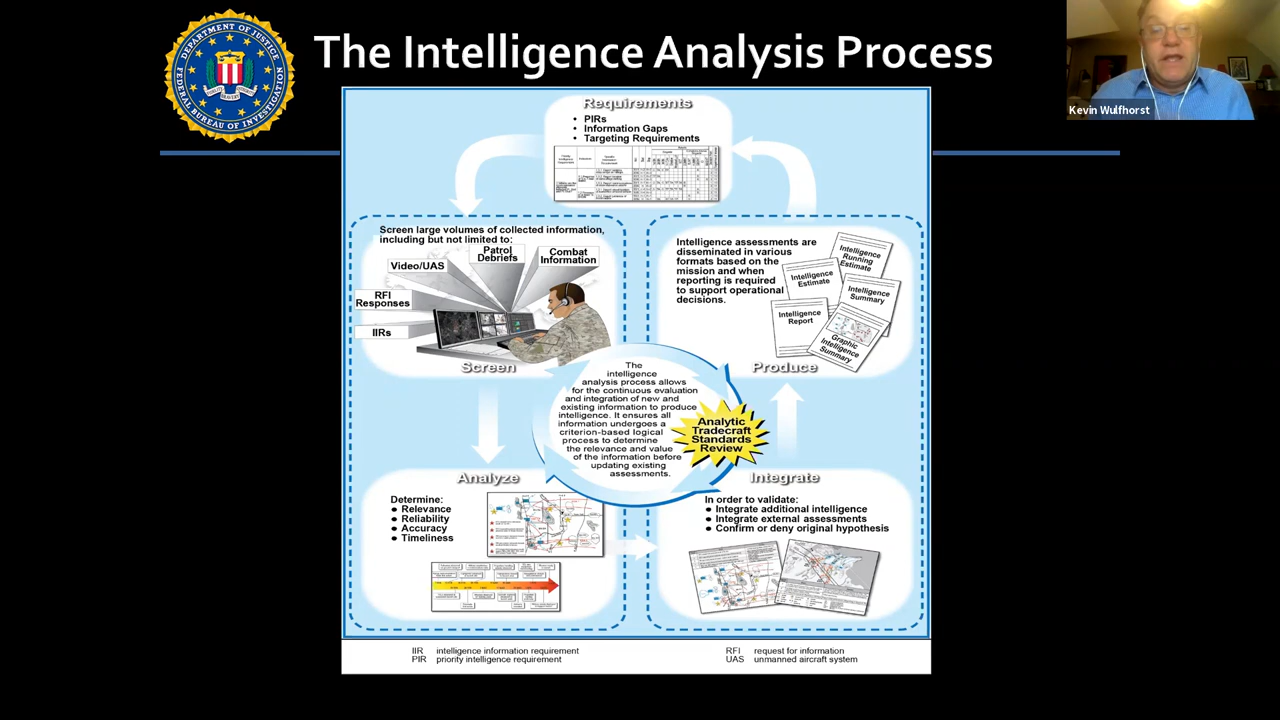 The Intelligence Analysis Process
DEPARTMENT OF JUSTICE
FEDERAL BUREAU OF INVESTIGATION
Kevin Wulfhorst
Requirements
• PIRs
• Information Gaps
• Targeting Requirements
Screen large volumes of collected information,
including but not limited to:
Patrol
Debriefs
Combat
Information
Video/UAS
RFI
Responses
IIRs
Screen
Intelligence assessments are
disseminated in various
formats based on the
mission and when
reporting is required
to support operational
decisions.
Intelligence
Running
Estimate
Intelligence
Estimate
Intelligence
Summary
Intelligence
Report
Graphic
Intelligence
Summary
Produce
The
intelligence
analysis process allows
for the continuous evaluation
and integration of new and
existing information to produce
intelligence. It ensures all
information undergoes a
criterion-based logical
process to determine
the relevance and value
of the information before
updating existing
assessments.
Analytic
Tradecraft
Standards
Review
Analyze
Determine:
● Relevance
● Reliability
● Accuracy
● Timeliness
Integrate
In order to validate:
● Integrate additional intelligence
● Integrate external assessments
● Confirm or deny original hypothesis
IIR intelligence information requirement
PIR priority intelligence requirement
RFI request for information
UAS unmanned aircraft system